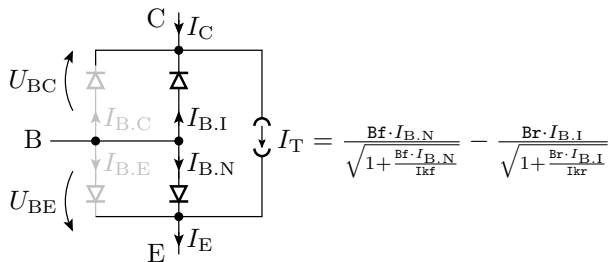 C
I_C
U_BC
I_B.C I_B.I
B
I_T = Bf·I_B.N / √(1+ Bf·I_B.N / Ikf) − Br·I_B.I / √(1+ Br·I_B.I / Ikr)
I_B.E I_B.N
U_BE
E I_E